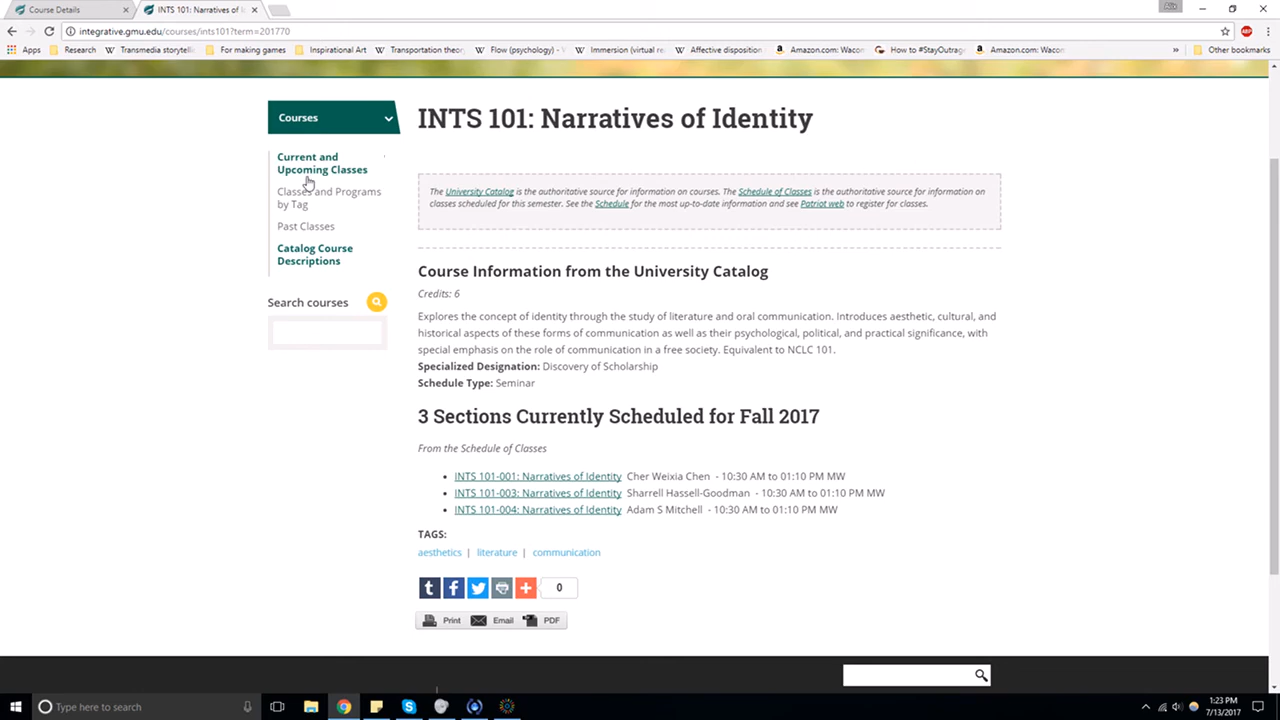 Course Details
INTS 101: Narratives of Id
Alla
integrative.gmu.edu/courses/ints101?term=201770
ABP
Apps
Research
Transmedia storytelli
For making games
Inspirational Art
Transportation theor
Flow (psychology) -
Immersion (virtual re
Affective disposition
Amazon.com: Wacom
How to #StayOutrag
Amazon.com: Wacom
Other bookmarks
Courses
Current and
Upcoming Classes
Classes and Programs
by Tag
Past Classes
Catalog Course
Descriptions
Search courses
INTS 101: Narratives of Identity
The University Catalog is the authoritative source for information on courses. The Schedule of Classes is the authoritative source for information on
classes scheduled for this semester. See the Schedule for the most up-to-date information and see Patriot web to register for classes.
Course Information from the University Catalog
Credits: 6
Explores the concept of identity through the study of literature and oral communication. Introduces aesthetic, cultural, and
historical aspects of these forms of communication as well as their psychological, political, and practical significance, with
special emphasis on the role of communication in a free society. Equivalent to NCLC 101.
Specialized Designation: Discovery of Scholarship
Schedule Type: Seminar
3 Sections Currently Scheduled for Fall 2017
From the Schedule of Classes
INTS 101-001: Narratives of Identity Cher Weixia Chen - 10:30 AM to 01:10 PM MW
INTS 101-003: Narratives of Identity Sharrell Hassell-Goodman - 10:30 AM to 01:10 PM MW
INTS 101-004: Narratives of Identity Adam S Mitchell - 10:30 AM to 01:10 PM MW
TAGS:
aesthetics | literature | communication
0
Print Email PDF
Type here to search
1:23 PM
7/13/2017